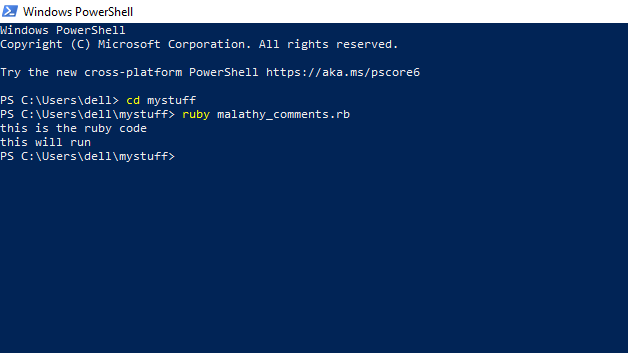 Windows PowerShell
Windows PowerShell
Copyright (C) Microsoft Corporation. All rights reserved.
Try the new cross-platform PowerShell https://aka.ms/pscore6
PS C:\Users\dell> cd mystuff
PS C:\Users\dell\mystuff> ruby malathy_comments.rb
this is the ruby code
this will run
PS C:\Users\dell\mystuff>